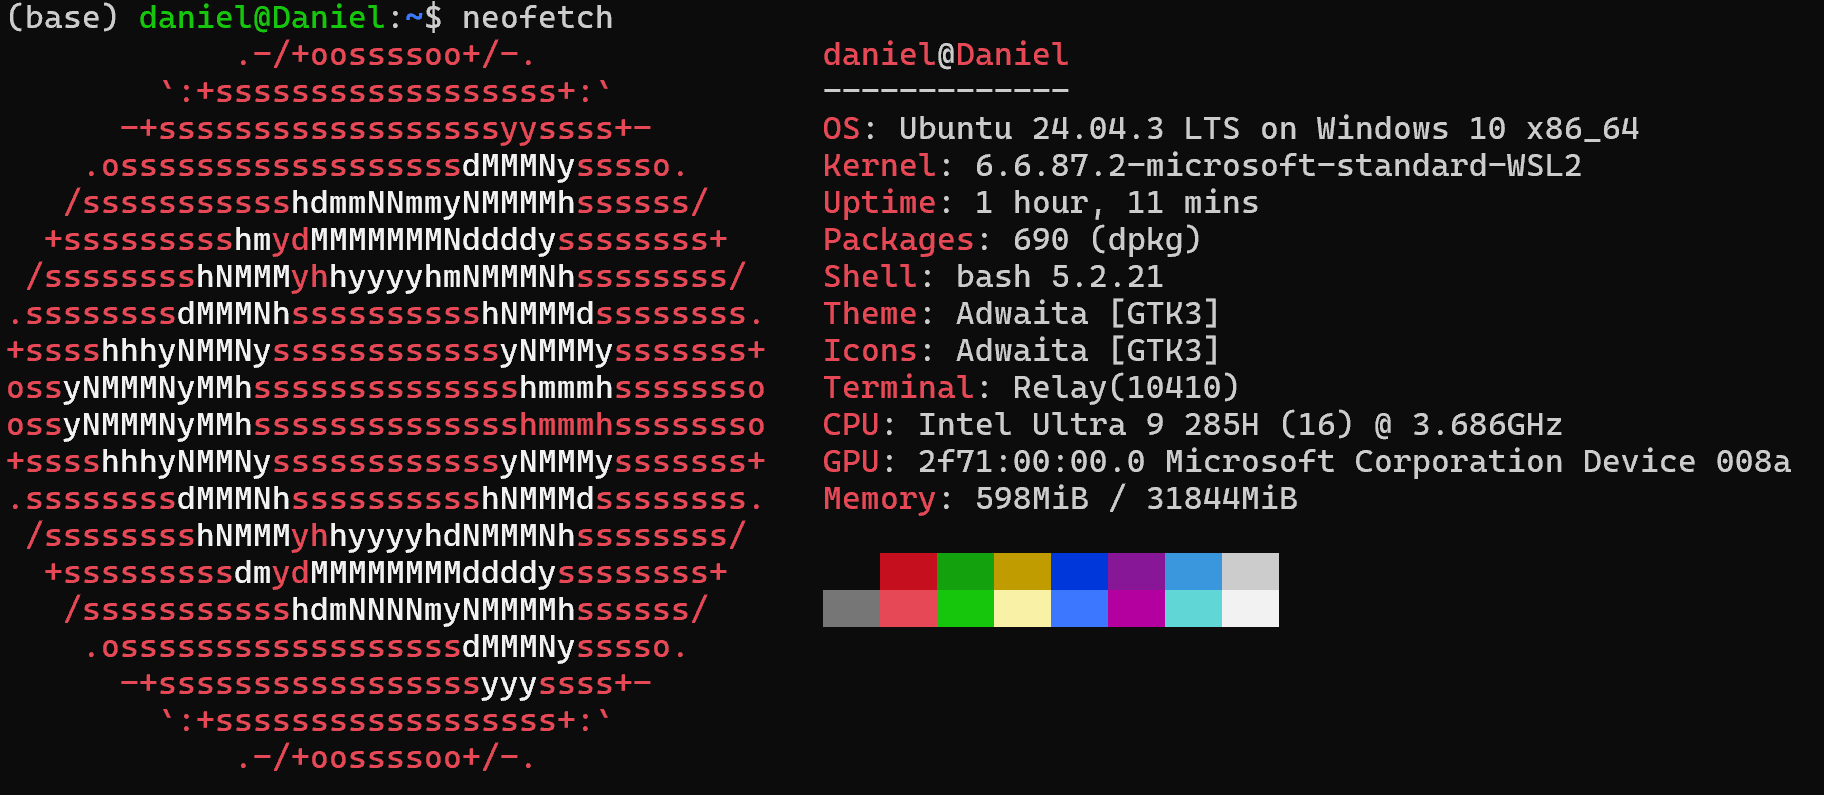 (base) daniel@Daniel:~$ neofetch
            .-/+oossssoo+/-.               daniel@Daniel
        `:+ssssssssssssssssss+:`           -------------
      -+ssssssssssssssssssyyssss+-         OS: Ubuntu 24.04.3 LTS on Windows 10 x86_64
    .osssssssssssssssssdMMMNysssso.        Kernel: 6.6.87.2-microsoft-standard-WSL2
   /ssssssssssshdmmNNmmyNMMMMhssssss/      Uptime: 1 hour, 11 mins
  +ssssssssshmydMMMMMMMNddddyssssssss+     Packages: 690 (dpkg)
 /sssssssshNMMMyhhyyyyhmNMMMNhssssssss/    Shell: bash 5.2.21
.ssssssssdMMMNhsssssssssshNMMMdssssssss.   Theme: Adwaita [GTK3]
+sssshhhyNMMNyssssssssssssyNMMMysssssss+   Icons: Adwaita [GTK3]
ossyNMMMNyMMhsssssssssssssshmmmhssssssso   Terminal: Relay(10410)
ossyNMMMNyMMhsssssssssssssshmmmhssssssso   CPU: Intel Ultra 9 285H (16) @ 3.686GHz
+sssshhhyNMMNyssssssssssssyNMMMysssssss+   GPU: 2f71:00:00.0 Microsoft Corporation Device 008a
.ssssssssdMMMNhsssssssssshNMMMdssssssss.   Memory: 598MiB / 31844MiB
 /sssssssshNMMMyhhyyyyhdNMMMNhssssssss/
  +sssssssssdmydMMMMMMMMddddyssssssss+
   /ssssssssssshdmNNNNmyNMMMMhssssss/
    .ossssssssssssssssssdMMMNysssso.
      -+sssssssssssssssssyyyssss+-
        `:+ssssssssssssssssss+:`
            .-/+oossssoo+/-.